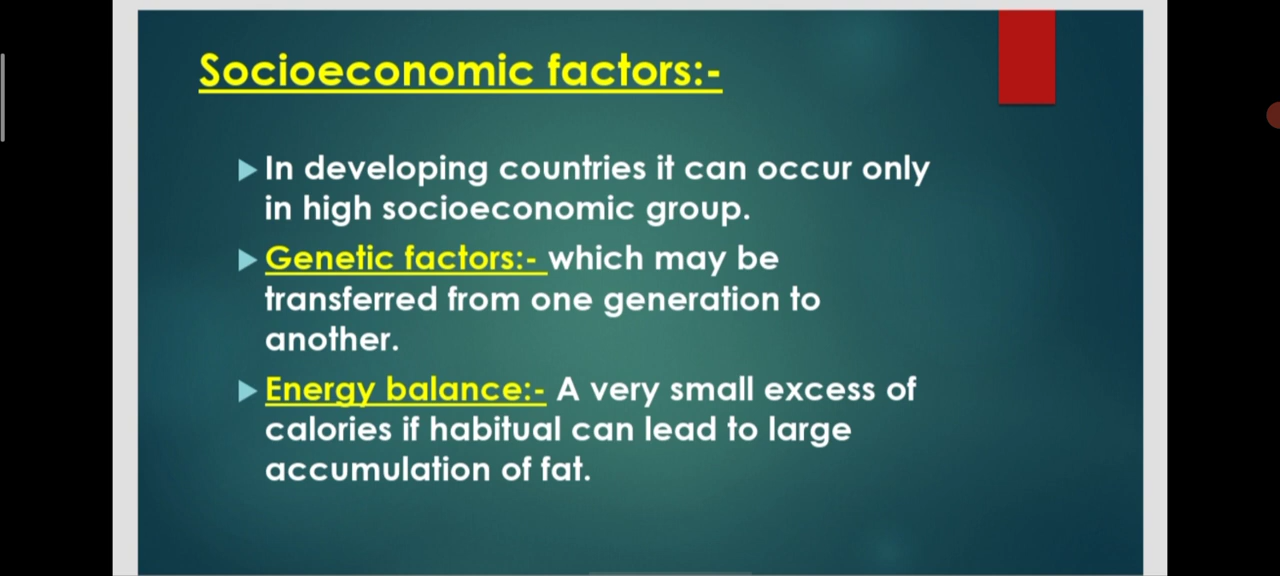 Socioeconomic factors:-
In developing countries it can occur only
in high socioeconomic group.
Genetic factors:- which may be
transferred from one generation to
another.
Energy balance:- A very small excess of
calories if habitual can lead to large
accumulation of fat.